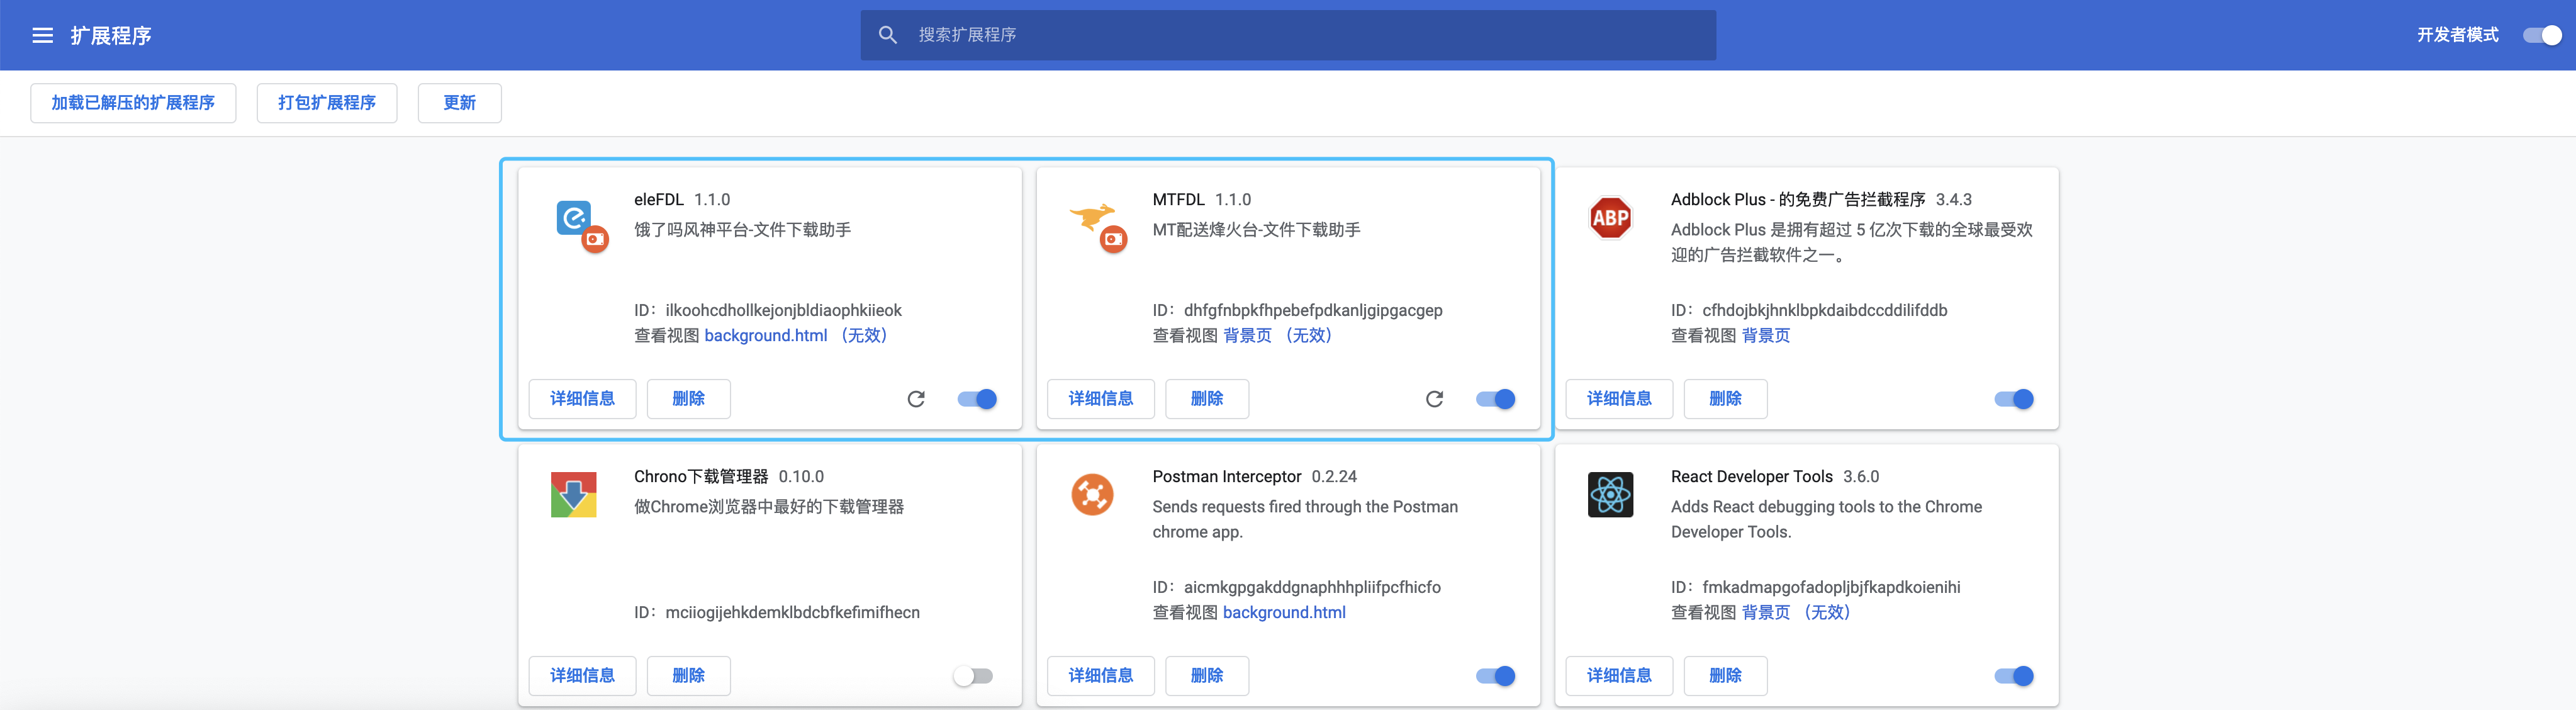 扩展程序
搜索扩展程序
开发者模式
加载已解压的扩展程序
打包扩展程序
更新
eleFDL 1.1.0
饿了吗风神平台-文件下载助手
ID：ilkoohcdhollkejonjbldiaophkiieok
查看视图 background.html （无效）
详细信息
删除
MTFDL 1.1.0
MT配送烽火台-文件下载助手
ID：dhfgfnbpkfhpebefpdkanljgipgacgep
查看视图 背景页 （无效）
详细信息
删除
ABP
Adblock Plus - 的免费广告拦截程序 3.4.3
Adblock Plus 是拥有超过 5 亿次下载的全球最受欢
迎的广告拦截软件之一。
ID：cfhdojbkjhnklbpkdaibdccddilifddb
查看视图 背景页
详细信息
删除
Chrono下载管理器 0.10.0
做Chrome浏览器中最好的下载管理器
ID：mciiogijehkdemklbdcbfkefimifhecn
详细信息
删除
Postman Interceptor 0.2.24
Sends requests fired through the Postman
chrome app.
ID：aicmkgpgakddgnaphhhpliifpcfhicfo
查看视图 background.html
详细信息
删除
React Developer Tools 3.6.0
Adds React debugging tools to the Chrome
Developer Tools.
ID：fmkadmapgofadopljbjfkapdkoienihi
查看视图 背景页 （无效）
详细信息
删除